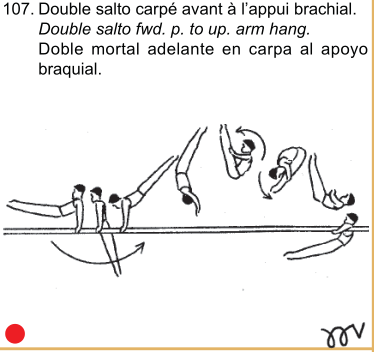 107. Double salto carpé avant à l'appui brachial.
Double salto fwd. p. to up. arm hang.
Doble mortal adelante en carpa al apoyo
braquial.